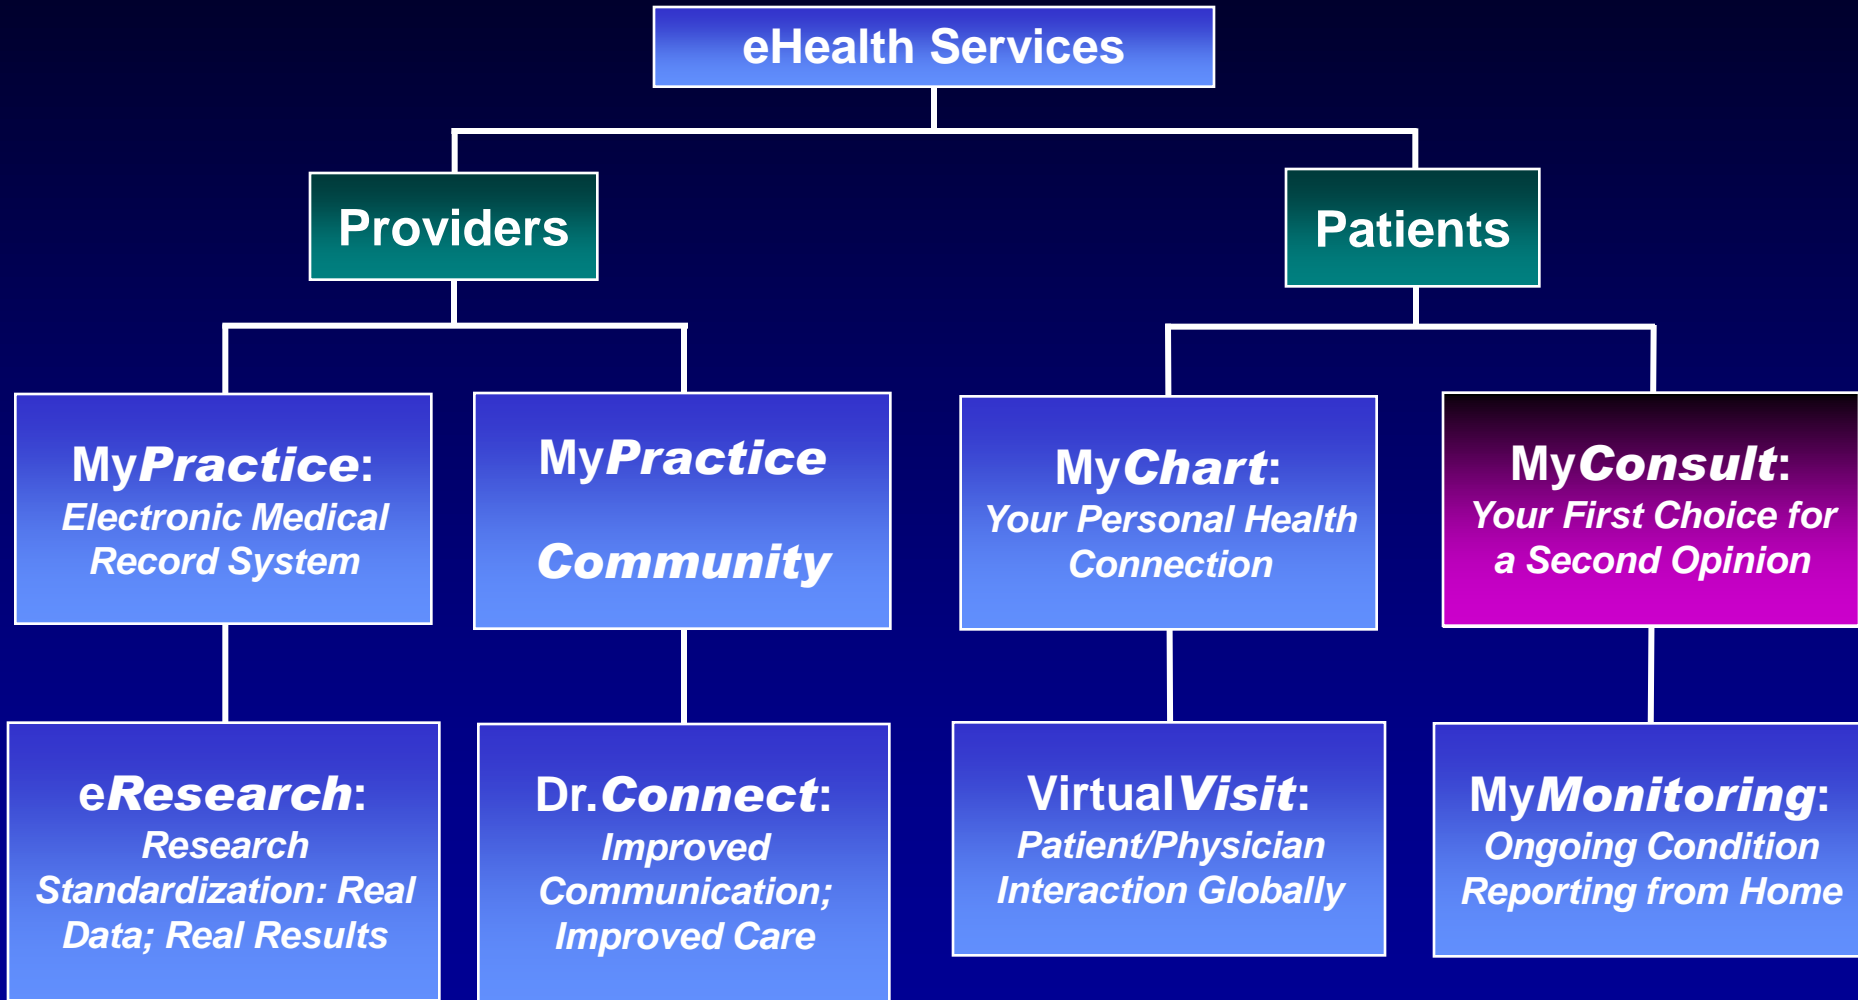 eHealth Services
Providers
Patients
MyPractice:
Electronic Medical
Record System
MyPractice
Community
MyChart:
Your Personal Health
Connection
MyConsult:
Your First Choice for
a Second Opinion
eResearch:
Research
Standardization: Real
Data; Real Results
Dr.Connect:
Improved
Communication;
Improved Care
VirtualVisit:
Patient/Physician
Interaction Globally
MyMonitoring:
Ongoing Condition
Reporting from Home